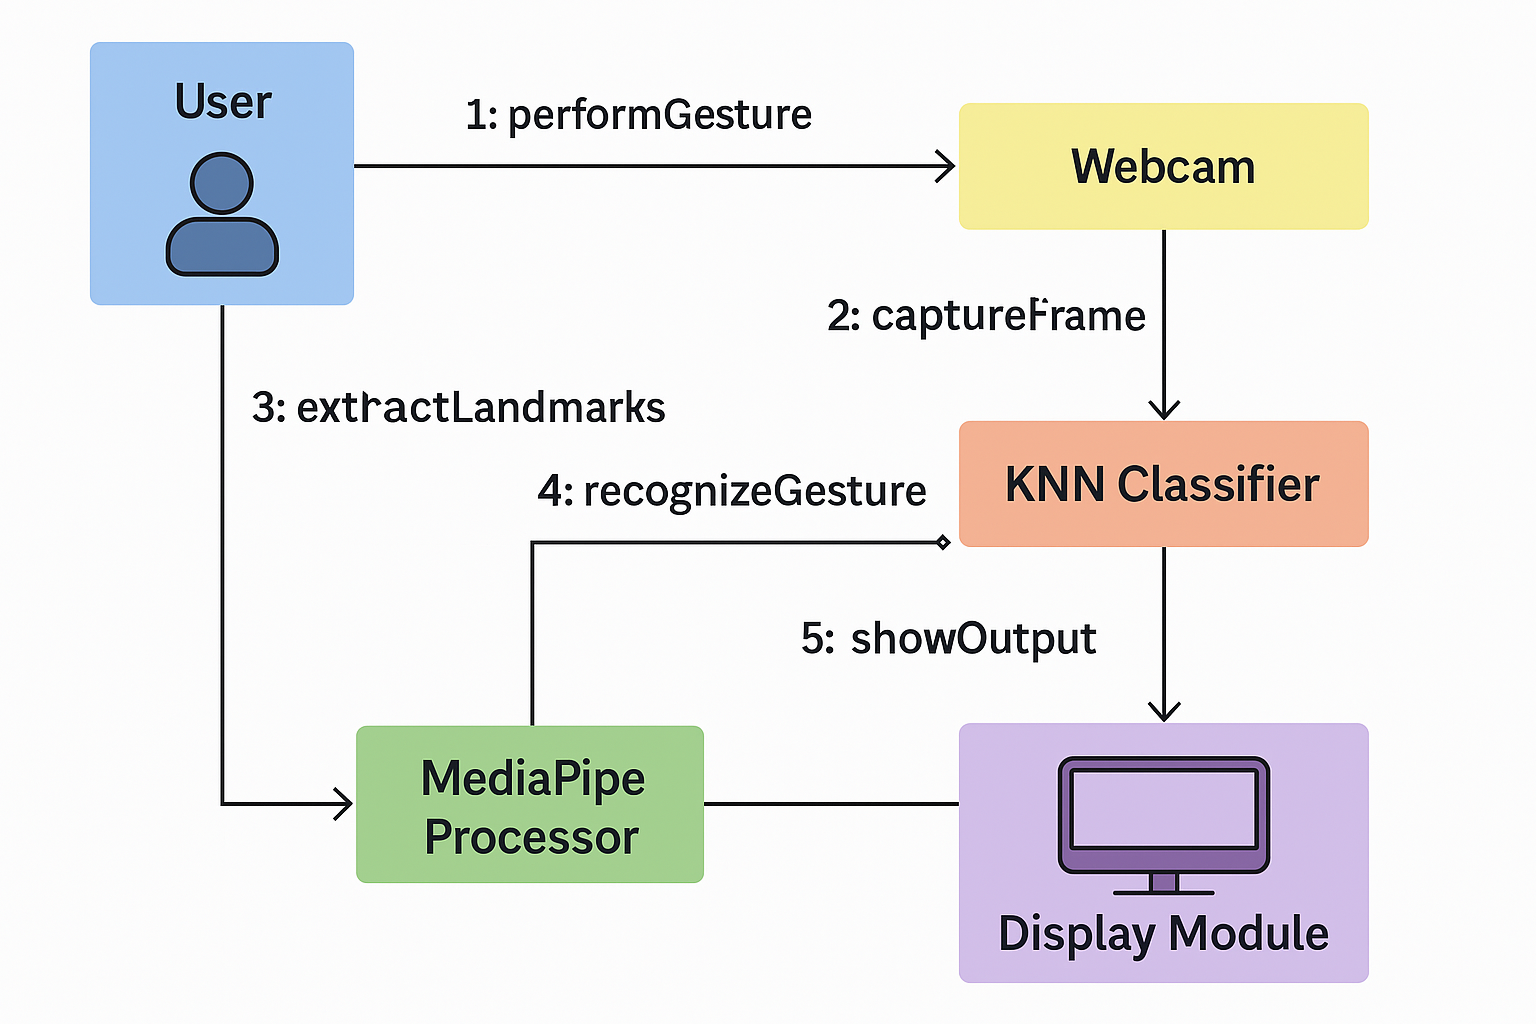 User
1: performGesture
Webcam
2: captureFrame
3: extractLandmarks
4: recognizeGesture
KNN Classifier
5: showOutput
MediaPipe
Processor
Display Module